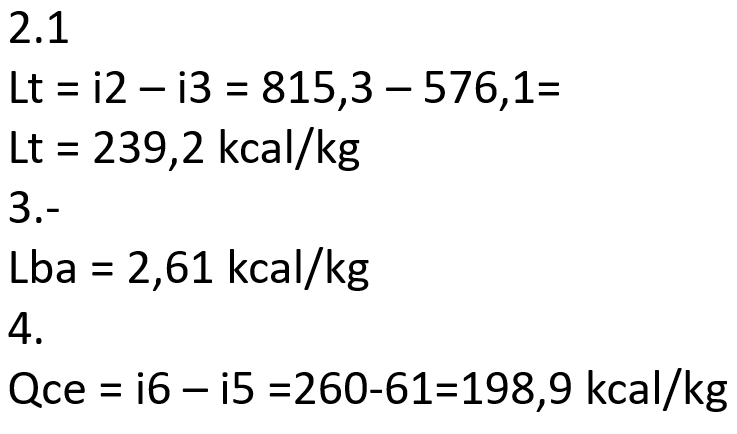 2.1
Lt = i2 – i3 = 815,3 – 576,1=
Lt = 239,2 kcal/kg
3.-
Lba = 2,61 kcal/kg
4.
Qce = i6 – i5 =260-61=198,9 kcal/kg